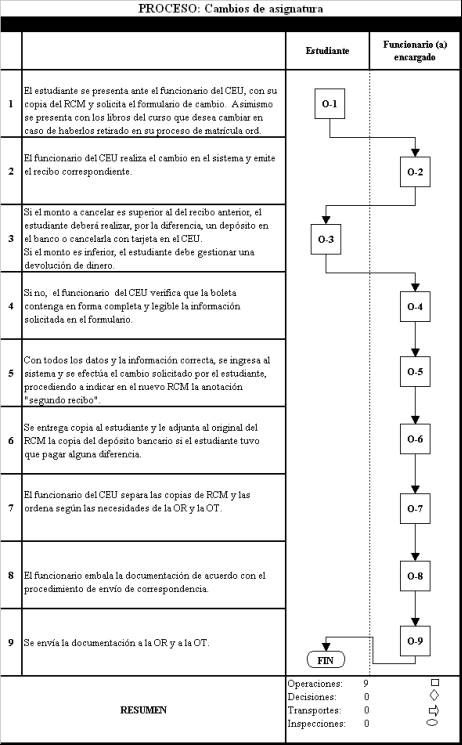 PROCESO: Cambios de asignatura
Estudiante
Funcionario (a)
encargado
1
El estudiante se presenta ante el funcionario del CEU, con su
copia del RCM y solicita el formulario de cambio. Asimismo
se presenta con los libros del curso que desea cambiar en
caso de haberlos retirado en su proceso de matrícula ord.
O-1
2
El funcionario del CEU realiza el cambio en el sistema y emite
el recibo correspondiente.
O-2
3
Si el monto a cancelar es superior al del recibo anterior, el
estudiante deberá realizar, por la diferencia, un depósito en
el banco o cancelarla con tarjeta en el CEU.
Si el monto es inferior, el estudiante debe gestionar una
devolución de dinero.
O-3
4
Si no, el funcionario del CEU verifica que la boleta
contenga en forma completa y legible la información
solicitada en el formulario.
O-4
5
Con todos los datos y la información correcta, se ingresa al
sistema y se efectúa el cambio solicitado por el estudiante,
procediendo a indicar en el nuevo RCM la anotación
"segundo recibo".
O-5
6
Se entrega copia al estudiante y le adjunta al original del
RCM la copia del depósito bancario si el estudiante tuvo
que pagar alguna diferencia.
O-6
7
El funcionario del CEU separa las copias de RCM y las
ordena según las necesidades de la OR y la OT.
O-7
8
El funcionario embala la documentación de acuerdo con el
procedimiento de envío de correspondencia.
O-8
9
Se envía la documentación a la OR y a la OT.
O-9
FIN
RESUMEN
Operaciones: 9
Decisiones: 0
Transportes: 0
Inspecciones: 0